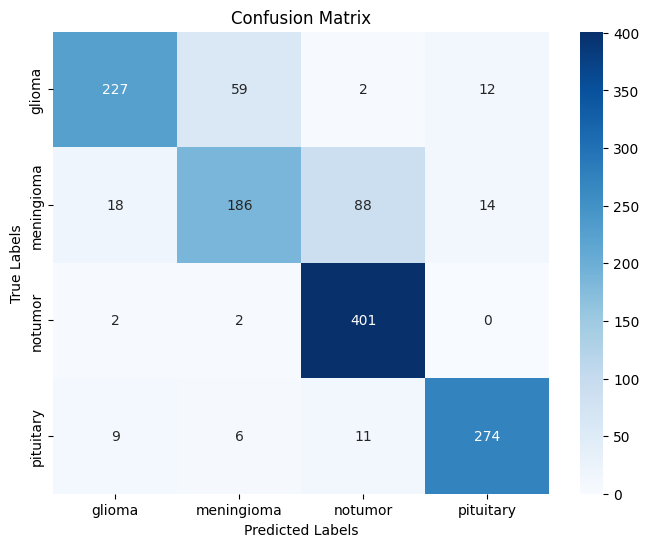 Confusion Matrix
True Labels
glioma 227 59 2 12
meningioma 18 186 88 14
notumor 2 2 401 0
pituitary 9 6 11 274
glioma meningioma notumor pituitary
Predicted Labels
400
350
300
250
200
150
100
50
0